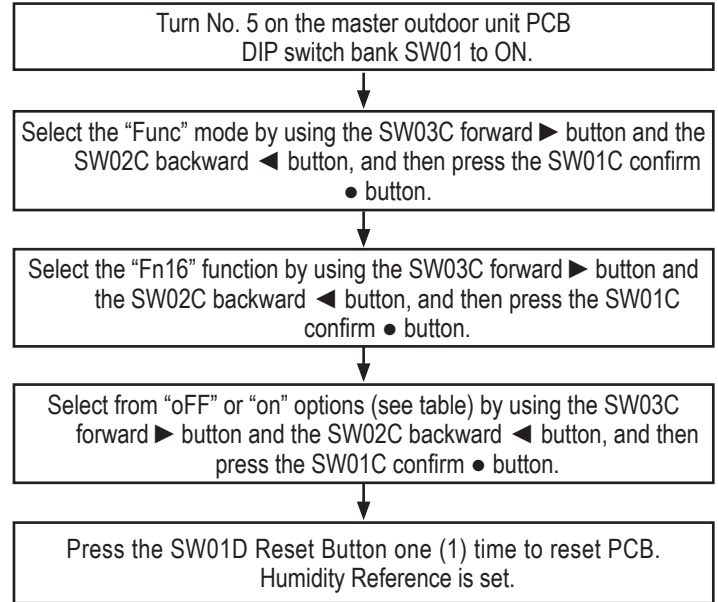 Turn No. 5 on the master outdoor unit PCB
DIP switch bank SW01 to ON.
Select the “Func” mode by using the SW03C forward ► button and the
SW02C backward ◄ button, and then press the SW01C confirm
● button.
Select the “Fn16” function by using the SW03C forward ► button and
the SW02C backward ◄ button, and then press the SW01C
confirm ● button.
Select from “oFF” or “on” options (see table) by using the SW03C
forward ► button and the SW02C backward ◄ button, and then
press the SW01C confirm ● button.
Press the SW01D Reset Button one (1) time to reset PCB.
Humidity Reference is set.